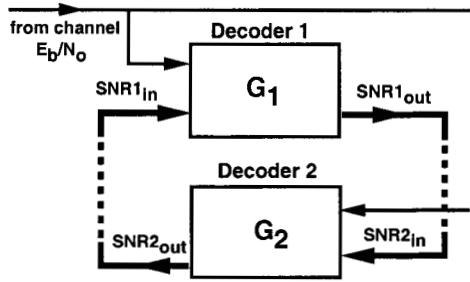 from channel
Eb/No
Decoder 1
G1
SNR1in
SNR1out
Decoder 2
G2
SNR2out
SNR2in